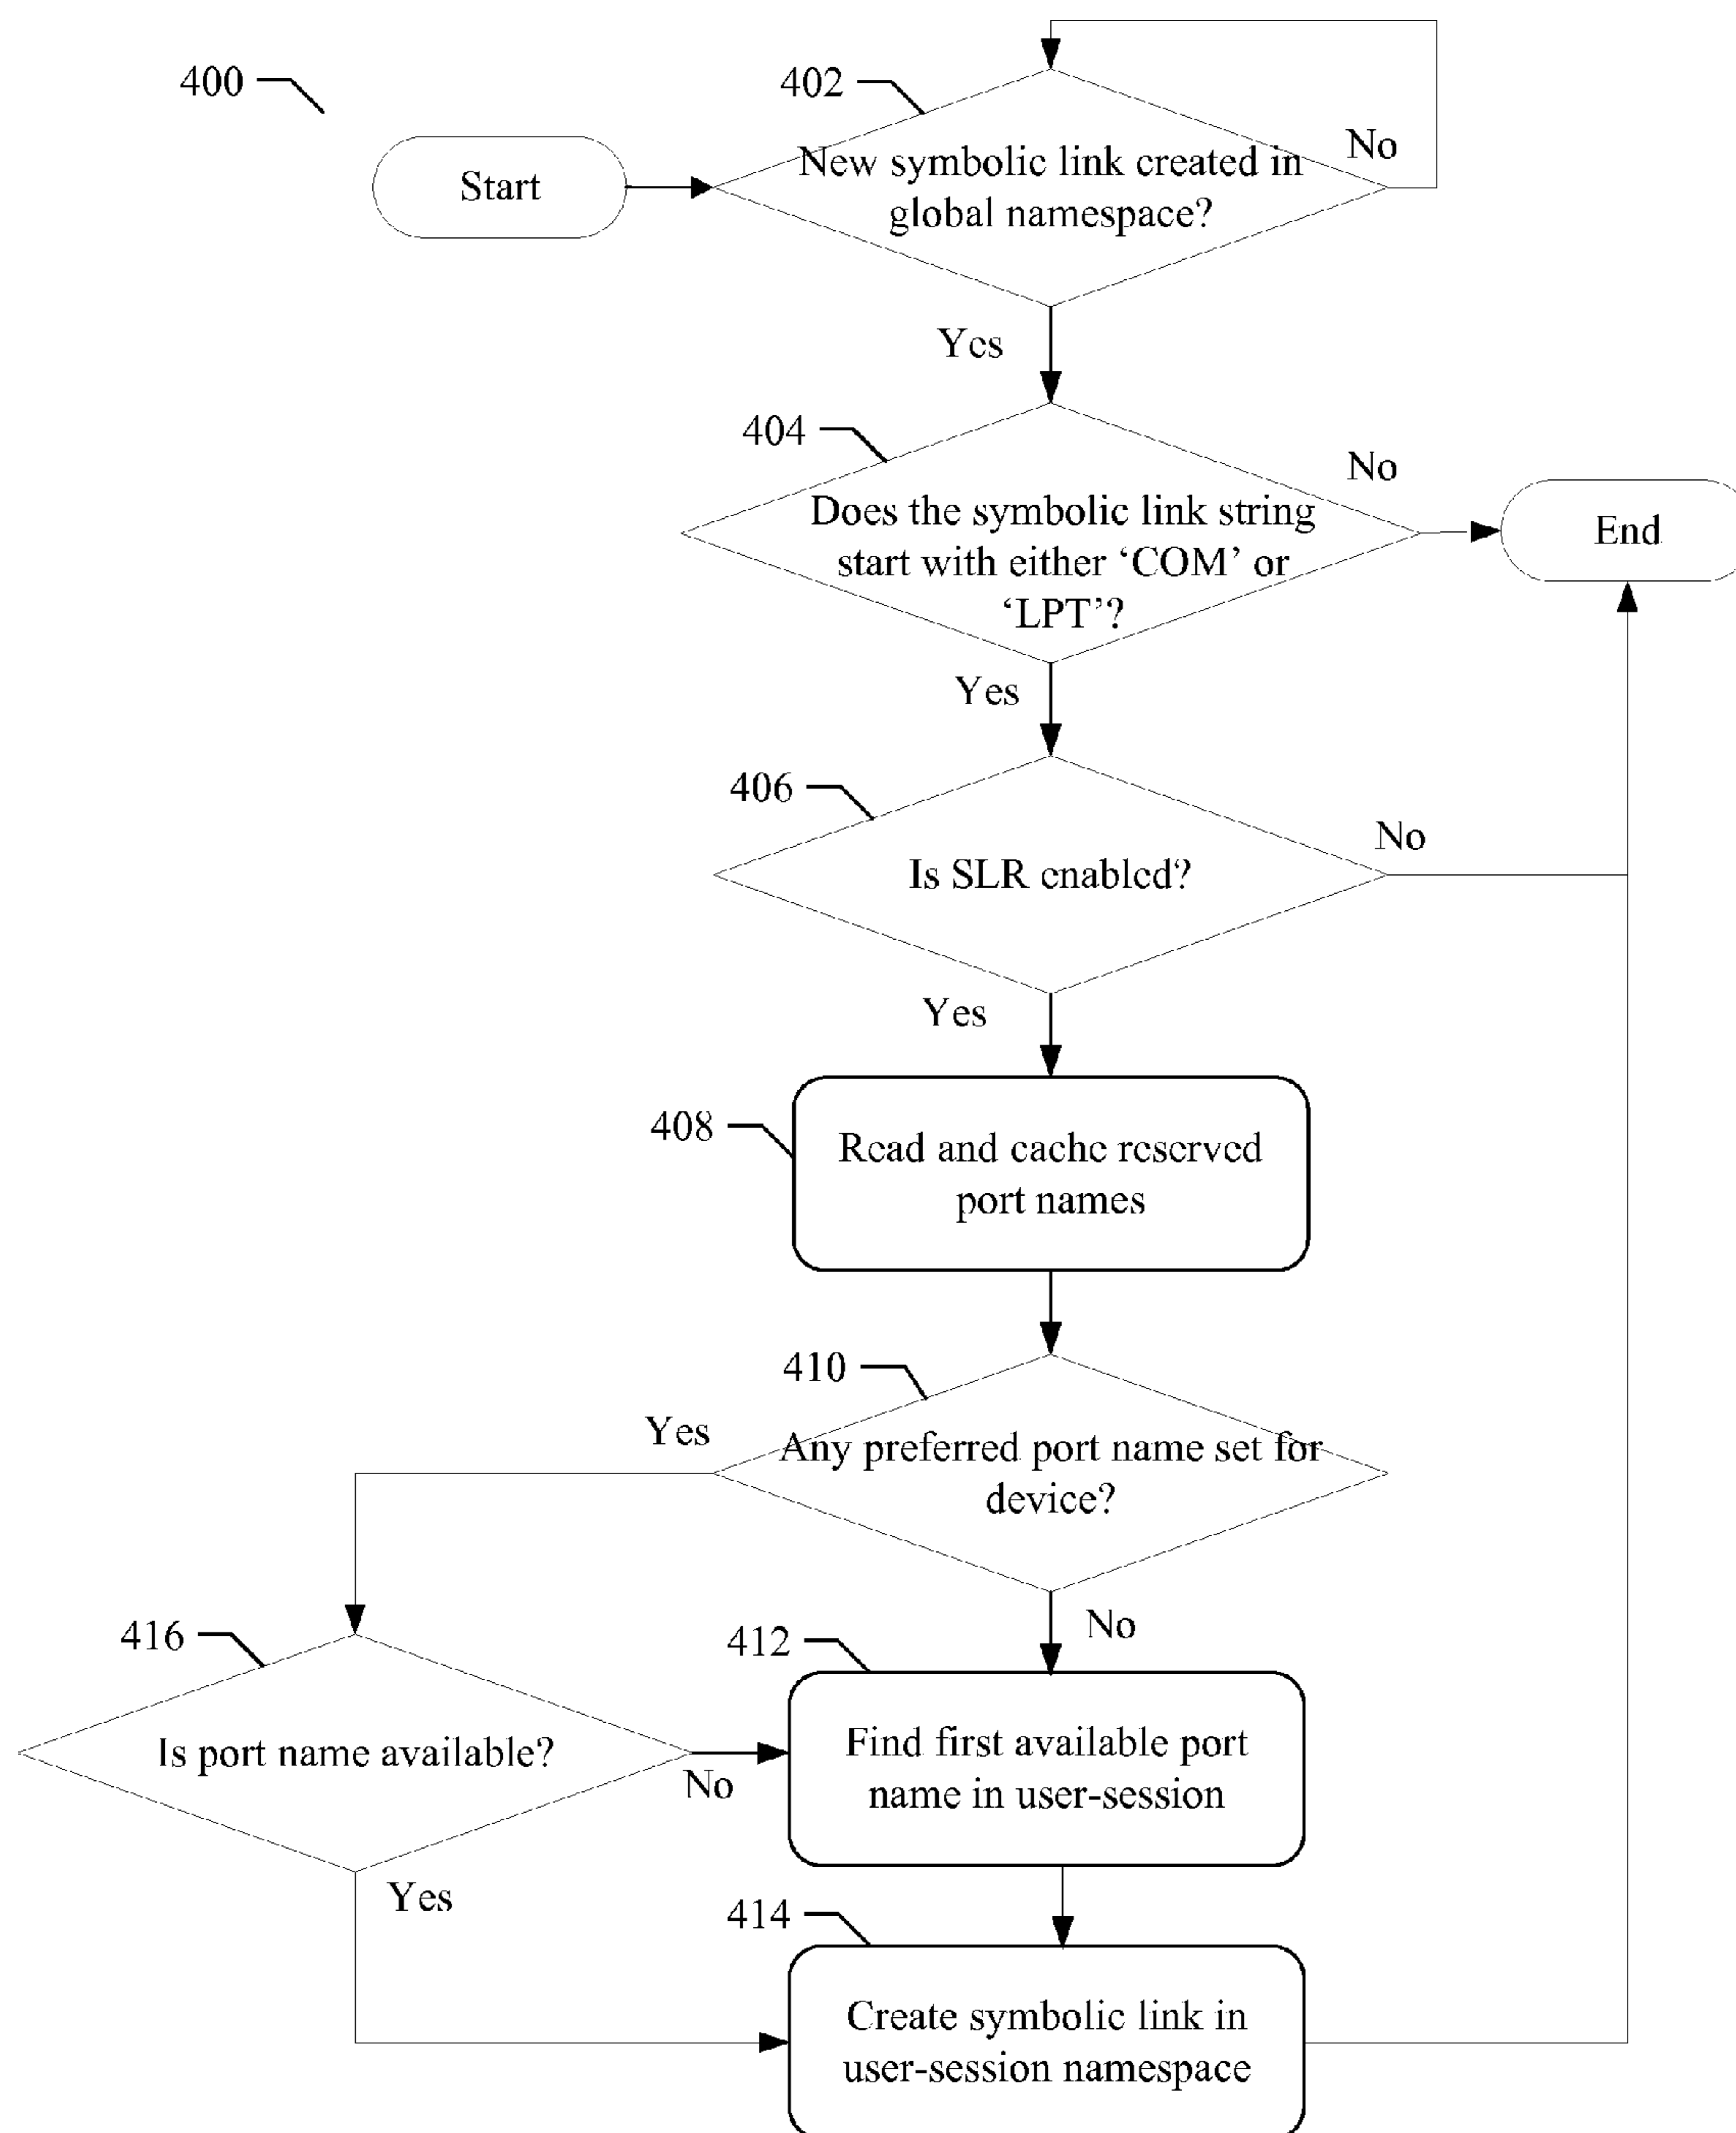 400
402
No
Start
New symbolic link created in
global namespace?
Yes
404
No
Does the symbolic link string
start with either ‘COM’ or
‘LPT’?
End
Yes
406
No
Is SLR enabled?
Yes
408
Read and cache reserved
port names
410
Yes
Any preferred port name set for
device?
No
416
412
Is port name available?
No
Find first available port
name in user-session
Yes
414
Create symbolic link in
user-session namespace